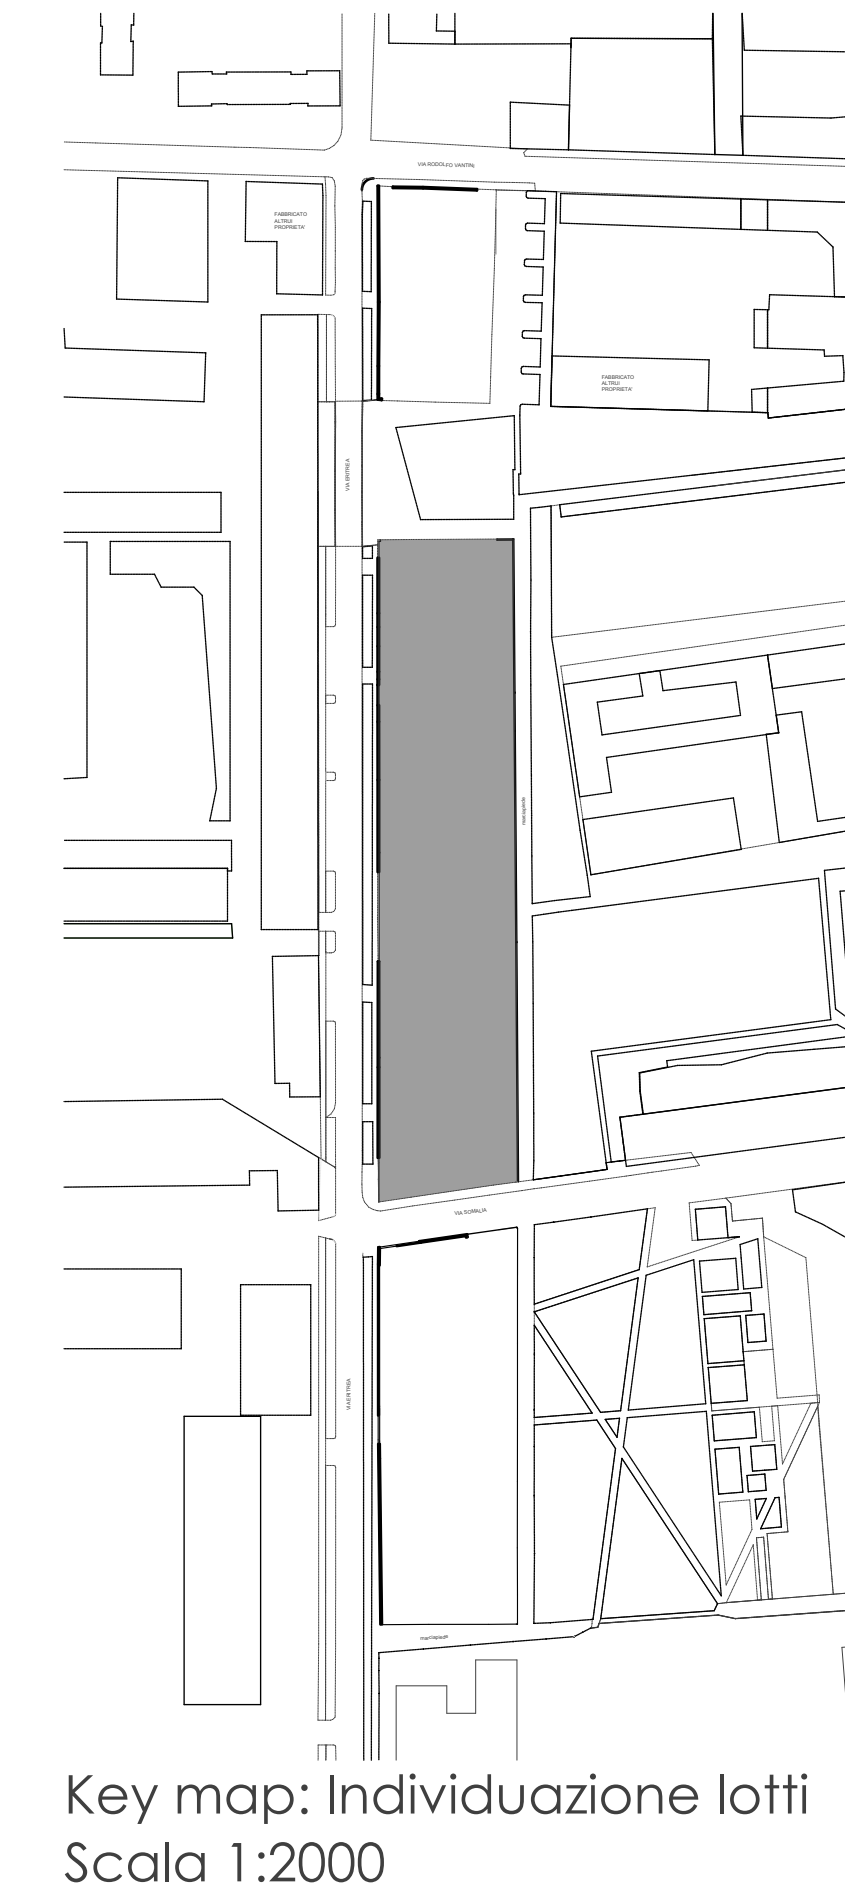 VIA RODOLFO VANTINI
FABBRICATO
ALTRUI
PROPRIETA'
FABBRICATO
ALTRUI
PROPRIETA'
VIA ERITREA
marciapiede
VIA SOMALIA
VIA ERITREA
marciapiede
Key map: Individuazione lotti
Scala 1:2000